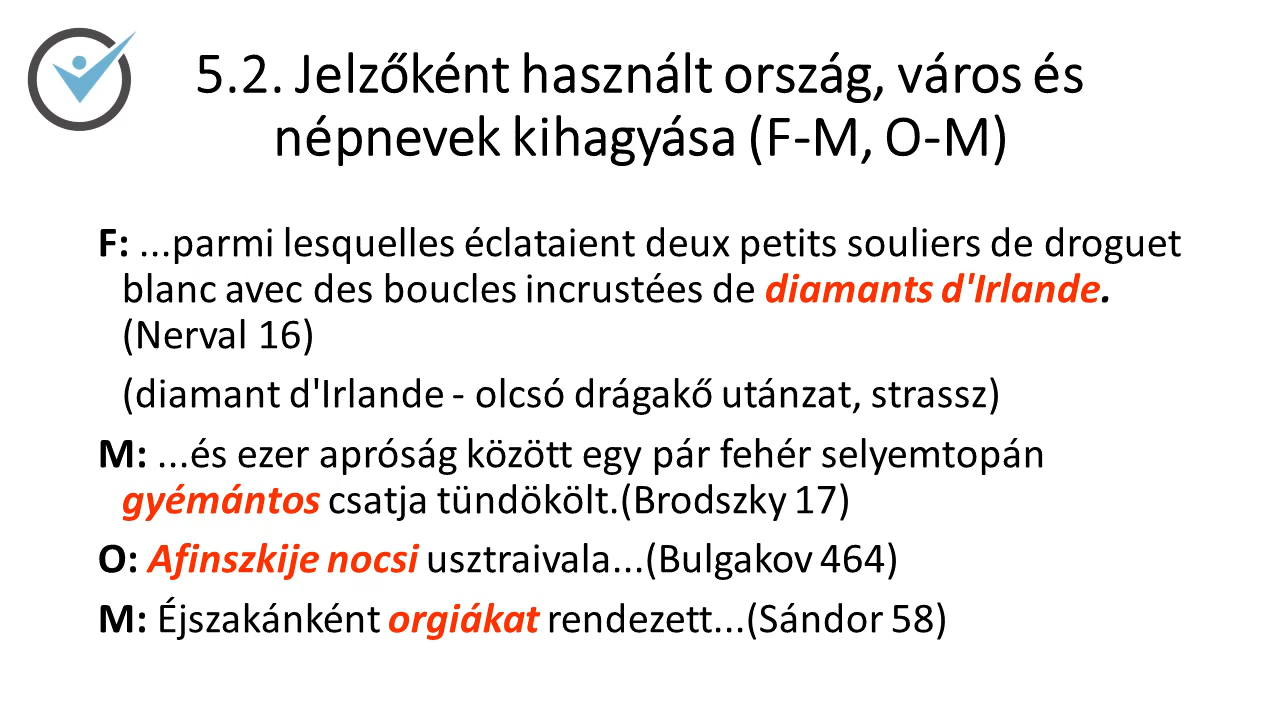 5.2. Jelzőként használt ország, város és
népnevek kihagyása (F-M, O-M)
F: ...parmi lesquelles éclataient deux petits souliers de droguet
blanc avec des boucles incrustées de diamants d'Irlande.
(Nerval 16)
(diamant d'Irlande - olcsó drágakő utánzat, strassz)
M: ...és ezer apróság között egy pár fehér selyemtopán
gyémántos csatja tündökölt.(Brodszky 17)
O: Afinszkije nocsi usztraivala...(Bulgakov 464)
M: Éjszakánként orgiákat rendezett...(Sándor 58)